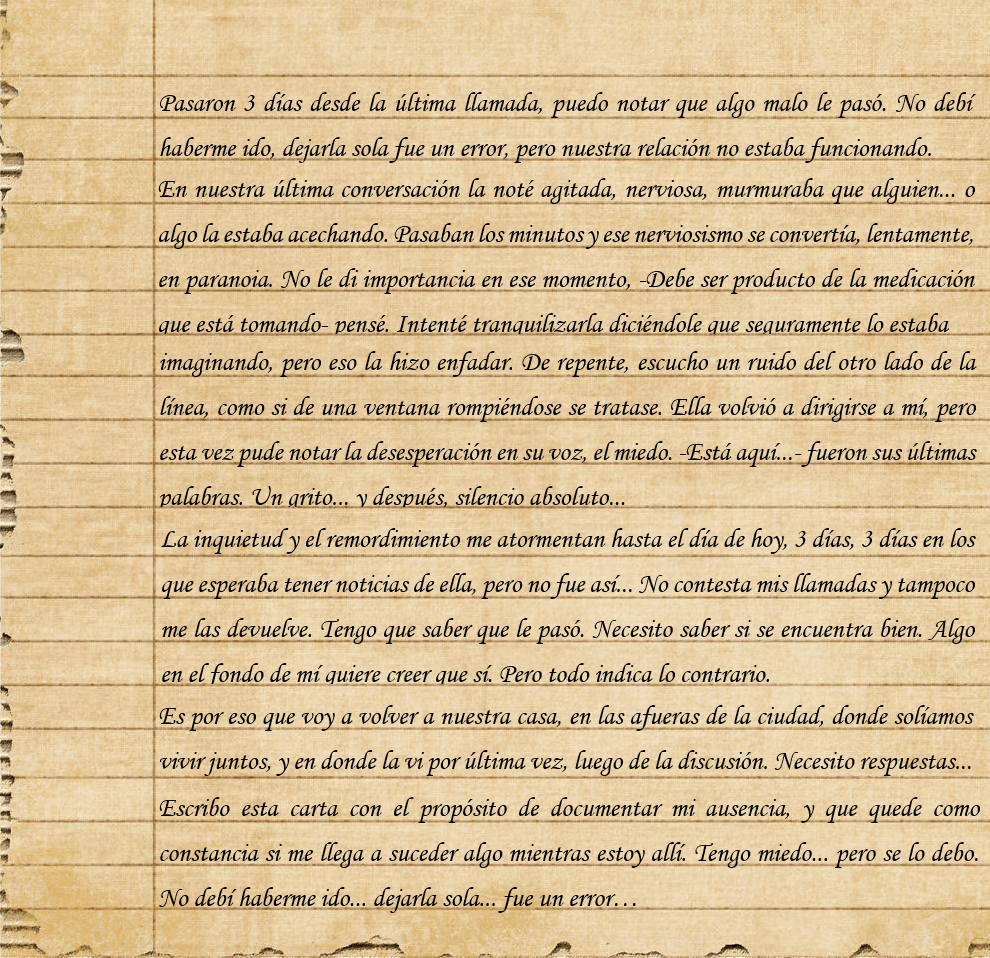 Pasaron 3 días desde la última llamada, puedo notar que algo malo le pasó. No debí
haberme ido, dejarla sola fue un error, pero nuestra relación no estaba funcionando.
En nuestra última conversación la noté agitada, nerviosa, murmuraba que alguien... o
algo la estaba acechando. Pasaban los minutos y ese nerviosismo se convertía, lentamente,
en paranoia. No le di importancia en ese momento, -Debe ser producto de la medicación
que está tomando- pensé. Intenté tranquilizarla diciéndole que seguramente lo estaba
imaginando, pero eso la hizo enfadar. De repente, escucho un ruido del otro lado de la
línea, como si de una ventana rompiéndose se tratase. Ella volvió a dirigirse a mí, pero
esta vez pude notar la desesperación en su voz, el miedo. -Está aquí...- fueron sus últimas
palabras. Un grito... y después, silencio absoluto...
La inquietud y el remordimiento me atormentan hasta el día de hoy, 3 días, 3 días en los
que esperaba tener noticias de ella, pero no fue así... No contesta mis llamadas y tampoco
me las devuelve. Tengo que saber que le pasó. Necesito saber si se encuentra bien. Algo
en el fondo de mí quiere creer que sí. Pero todo indica lo contrario.
Es por eso que voy a volver a nuestra casa, en las afueras de la ciudad, donde solíamos
vivir juntos, y en donde la vi por última vez, luego de la discusión. Necesito respuestas...
Escribo esta carta con el propósito de documentar mi ausencia, y que quede como
constancia si me llega a suceder algo mientras estoy allí. Tengo miedo... pero se lo debo.
No debí haberme ido... dejarla sola... fue un error...